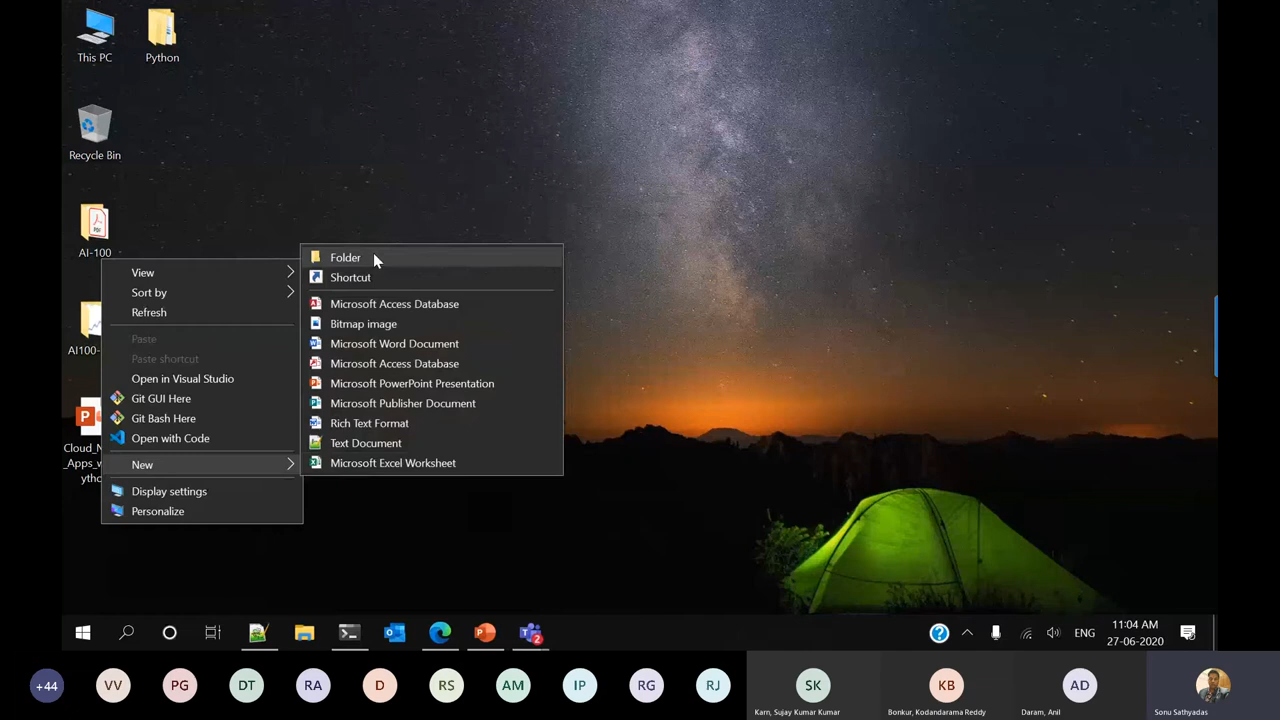 This PC
Python
Recycle Bin
AI-100
AI100-
Cloud_N
_Apps_w
ytho
View
Sort by
Refresh
Paste
Paste shortcut
Open in Visual Studio
Git GUI Here
Git Bash Here
Open with Code
New
Display settings
Personalize
Folder
Shortcut
Microsoft Access Database
Bitmap image
Microsoft Word Document
Microsoft Access Database
Microsoft PowerPoint Presentation
Microsoft Publisher Document
Rich Text Format
Text Document
Microsoft Excel Worksheet
2
ENG
11:04 AM
27-06-2020
+44
VV
PG
DT
RA
D
RS
AM
IP
RG
RJ
SK
Karn, Sujay Kumar Kumar
KB
Bonkur, Kodandarama Reddy
AD
Daram, Anil
Sonu Sathyadas